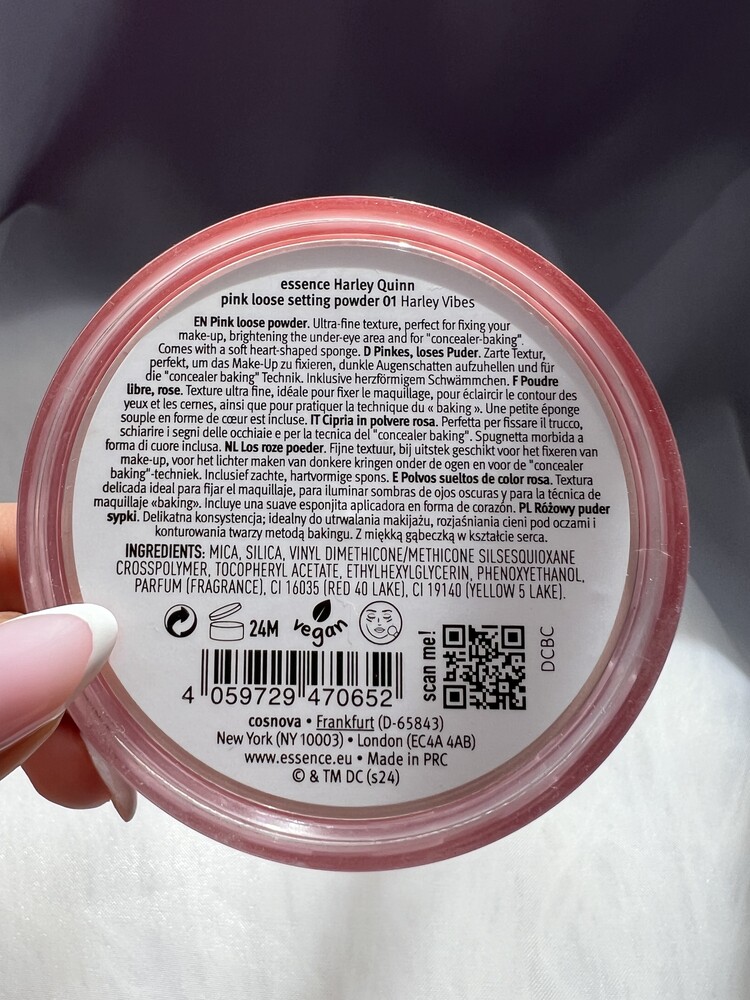 essence Harley Quinn
pink loose setting powder 01 Harley Vibes
EN Pink loose powder. Ultra-fine texture, perfect for fixing your
make-up, brightening the under-eye area and for "concealer-baking".
Comes with a soft heart-shaped sponge. D Pinkes, loses Puder. Zarte Textur,
perfekt, um das Make-Up zu fixieren, dunkle Augenschatten aufzuhellen und für
die "concealer baking" Technik. Inklusive herzförmigem Schwämmchen. F Poudre
libre, rose. Texture ultra fine, idéale pour fixer le maquillage, pour éclaircir le contour des
yeux et les cernes, ainsi que pour pratiquer la technique du « baking ». Une petite éponge
souple en forme de cœur est incluse. IT Cipria in polvere rosa. Perfetta per fissare il trucco,
schiarire i segni delle occhiaie e per la tecnica del "concealer baking". Spugnetta morbida a
forma di cuore inclusa. NL Los roze poeder. Fijne textuur, bij uitstek geschikt voor het fixeren van
make-up, voor het lichter maken van donkere kringen onder de ogen en voor de "concealer
baking"-techniek. Inclusief zachte, hartvormige spons. E Polvos sueltos de color rosa. Textura
delicada ideal para fijar el maquillaje, para iluminar sombras de ojos oscuras y para la técnica de
maquillaje «baking». Incluye una suave esponjita aplicadora en forma de corazón. PL Różowy puder
sypki. Delikatna konsystencja; idealny do utrwalania makijażu, rozjaśniania cieni pod oczami i
konturowania twarzy metodą bakingu. Z miękką gąbeczką w kształcie serca.
INGREDIENTS: MICA, SILICA, VINYL DIMETHICONE/METHICONE SILSESQUIOXANE
CROSSPOLYMER, TOCOPHERYL ACETATE, ETHYLHEXYLGLYCERIN, PHENOXYETHANOL,
PARFUM (FRAGRANCE), CI 16035 (RED 40 LAKE), CI 19140 (YELLOW 5 LAKE).
24M
vegan
scan me!
DCBC
4 059729 470652
cosnova • Frankfurt (D-65843)
New York (NY 10003) • London (EC4A 4AB)
www.essence.eu • Made in PRC
© & TM DC (s24)